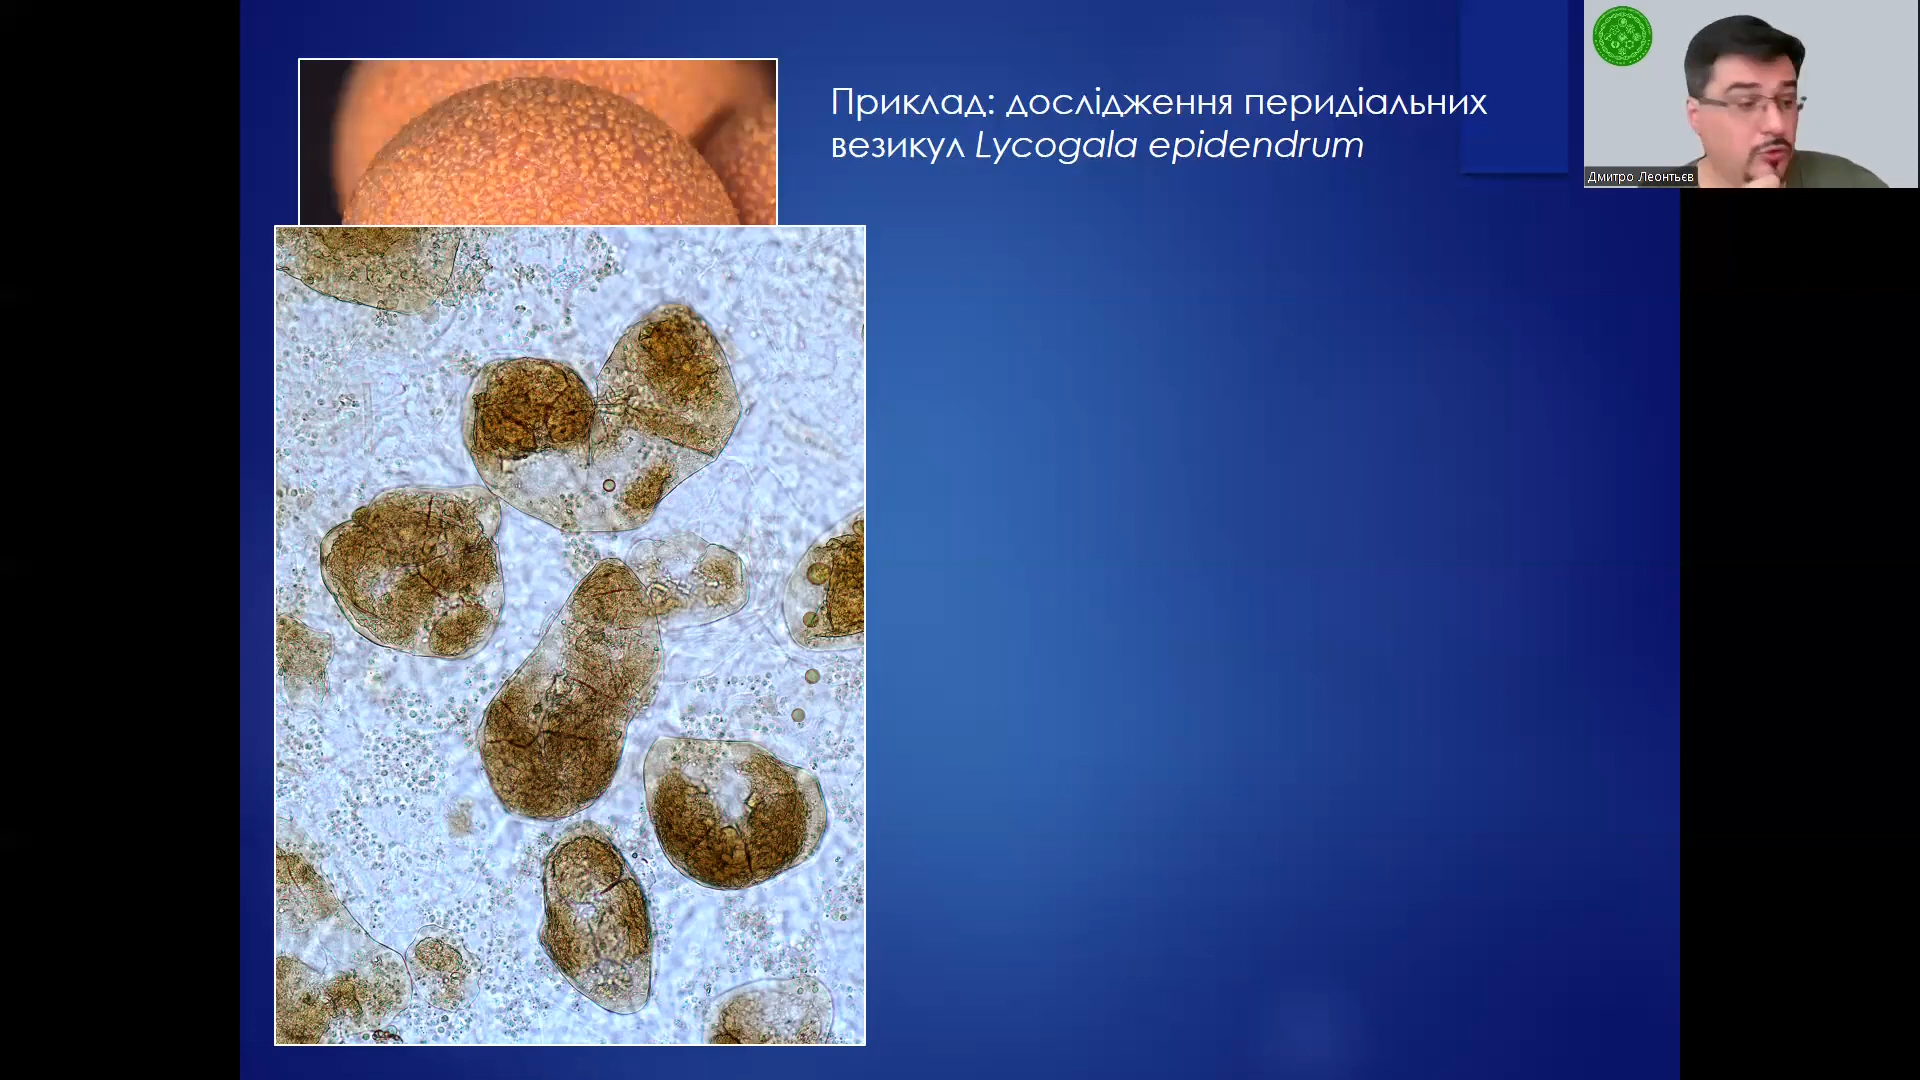 Приклад: дослідження перидіальних
везикул Lycogala epidendrum
Дмитро Леонтьєв